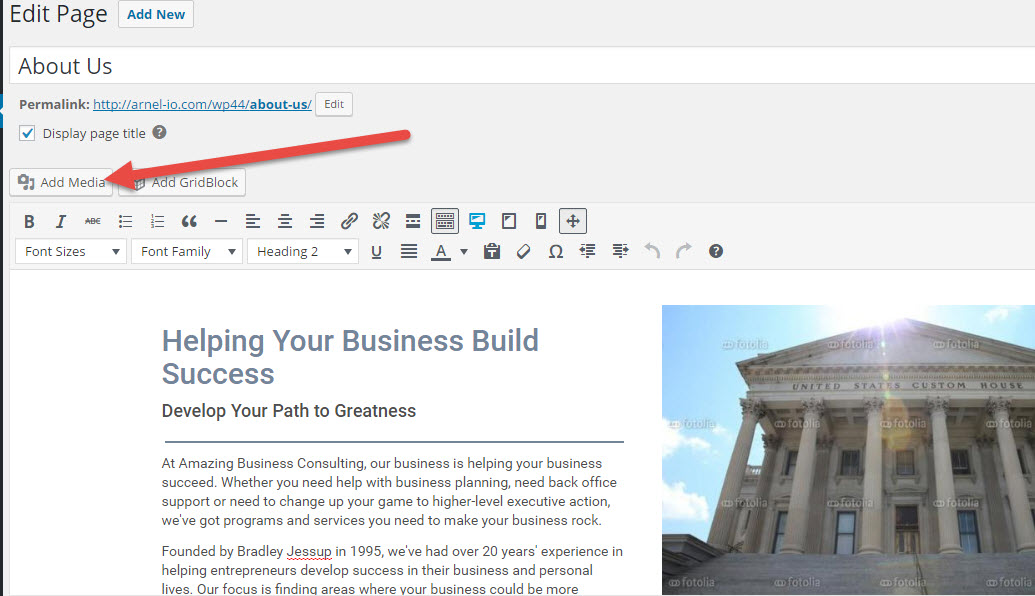 Edit Page Add New
About Us
Permalink: http://arnel-io.com/wp44/about-us/ Edit
Display page title ?
Add Media Add GridBlock
B I ABC
Font Sizes Font Family Heading 2 U A T Ω ?
Helping Your Business Build
Success
Develop Your Path to Greatness
At Amazing Business Consulting, our business is helping your business
succeed. Whether you need help with business planning, need back office
support or need to change up your game to higher-level executive action,
we've got programs and services you need to make your business rock.
Founded by Bradley Jessup in 1995, we've had over 20 years' experience in
helping entrepreneurs develop success in their business and personal
lives. Our focus is finding areas where your business could be more
fotolia fotolia fotolia
UNITED STATES CUSTOM HOUSE
fotolia fotolia fotolia fotolia
fotolia fotolia fotolia
fotolia fotolia fotolia